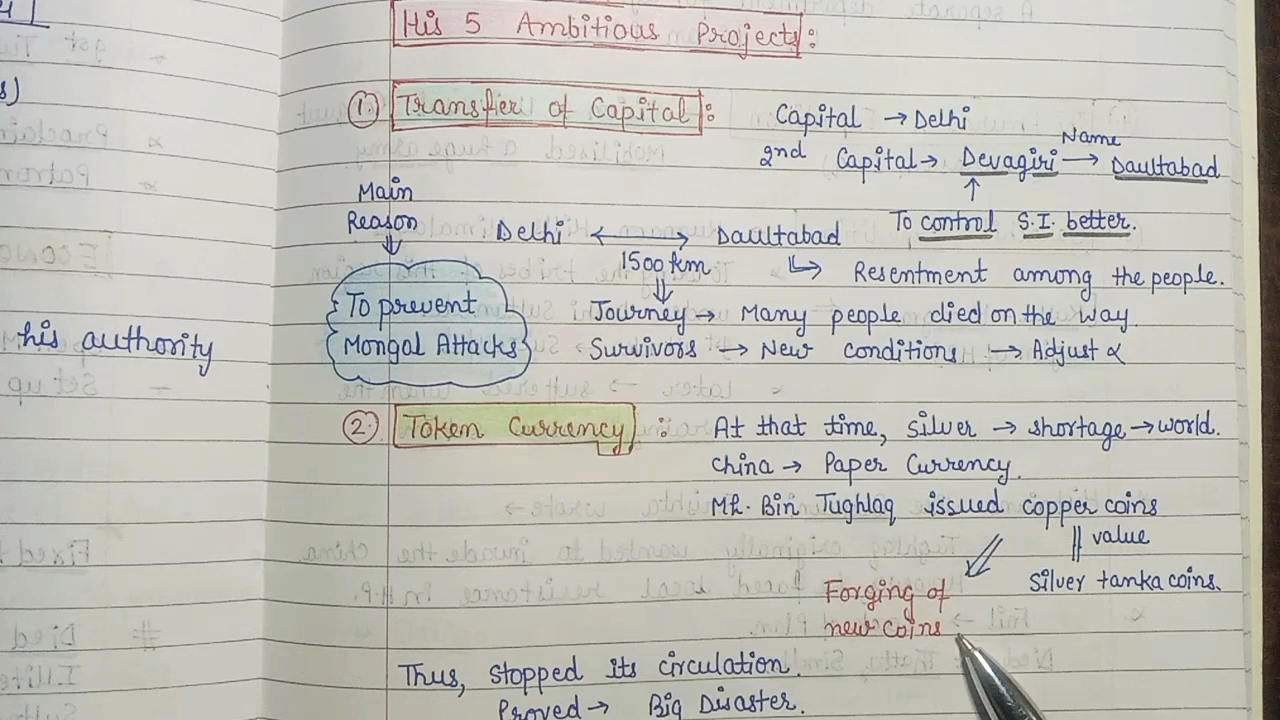 His 5 Ambitious Projects:
1. Transfer of Capital : Capital → Delhi
2nd Capital → Devagiri → Name Daultabad
To control S.I. better.
Main Reason
Delhi ↔ Daultabad
1500 km
Resentment among the people.
To prevent Mongal Attacks
Journey → Many people died on the way.
Survivors → New conditions → Adjust ×
his authority
2. Token Currency : At that time, silver → shortage → world.
China → Paper Currency.
Mh. Bin Tughlaq issued copper coins
|| value
Silver tanka coins.
Forging of
new coins
Thus, stopped its circulation.
Proved → Big Disaster.